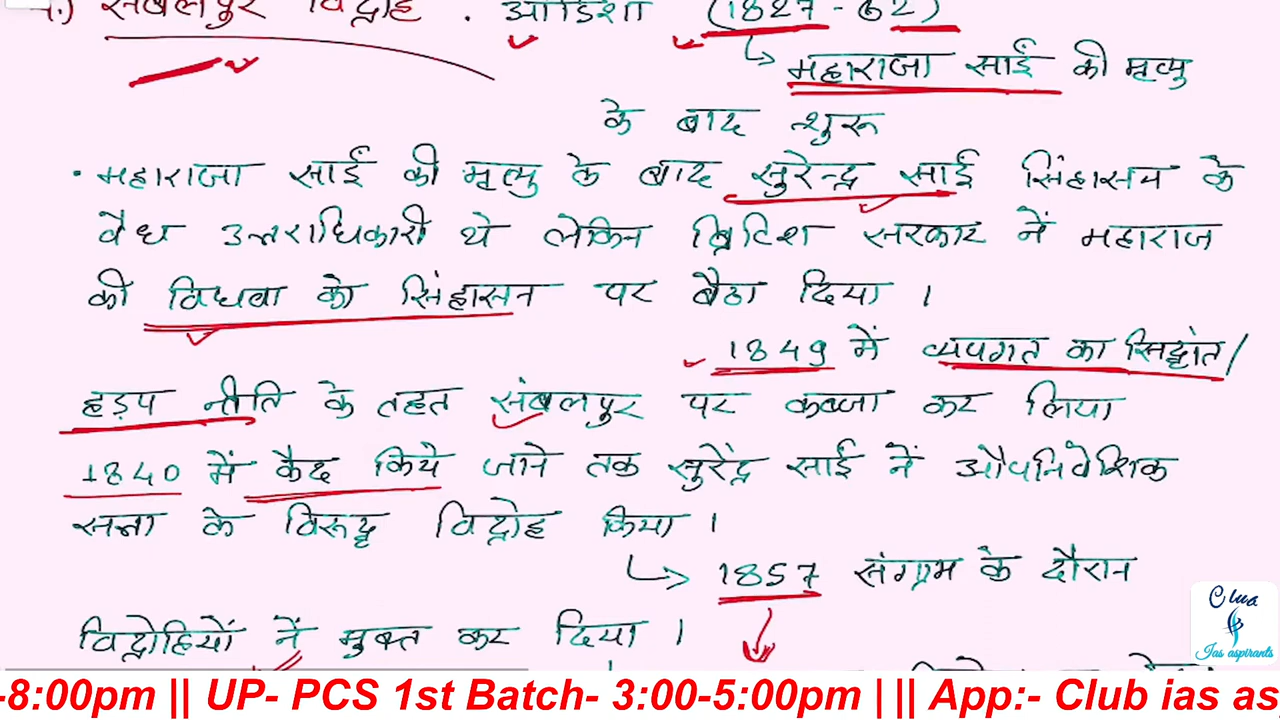 4.) संबलपुर विद्रोह . ओडिशा (1827 - 62)
↳ महाराजा साईं की मृत्यु
के बाद शुरू
• महाराजा साईं की मृत्यु के बाद सुरेन्द्र साईं सिंहासन के
वैध उत्तराधिकारी थे लेकिन ब्रिटिश सरकार नें महाराज
की विधवा को सिंहासन पर बैठा दिया ।
1849 में व्यपगत का सिद्धांत/
हड़प नीति के तहत संबलपुर पर कब्जा कर लिया
1840 में कैद किये जाने तक सुरेंद्र साईं नें औपनिवेशिक
सत्ता के विरुद्ध विद्रोह किया ।
↳ 1857 संग्राम के दौरान
विद्रोहियों नें मुक्त कर दिया ।
Club
Ias aspirants
-8:00pm || UP- PCS 1st Batch- 3:00-5:00pm | || App:- Club ias as